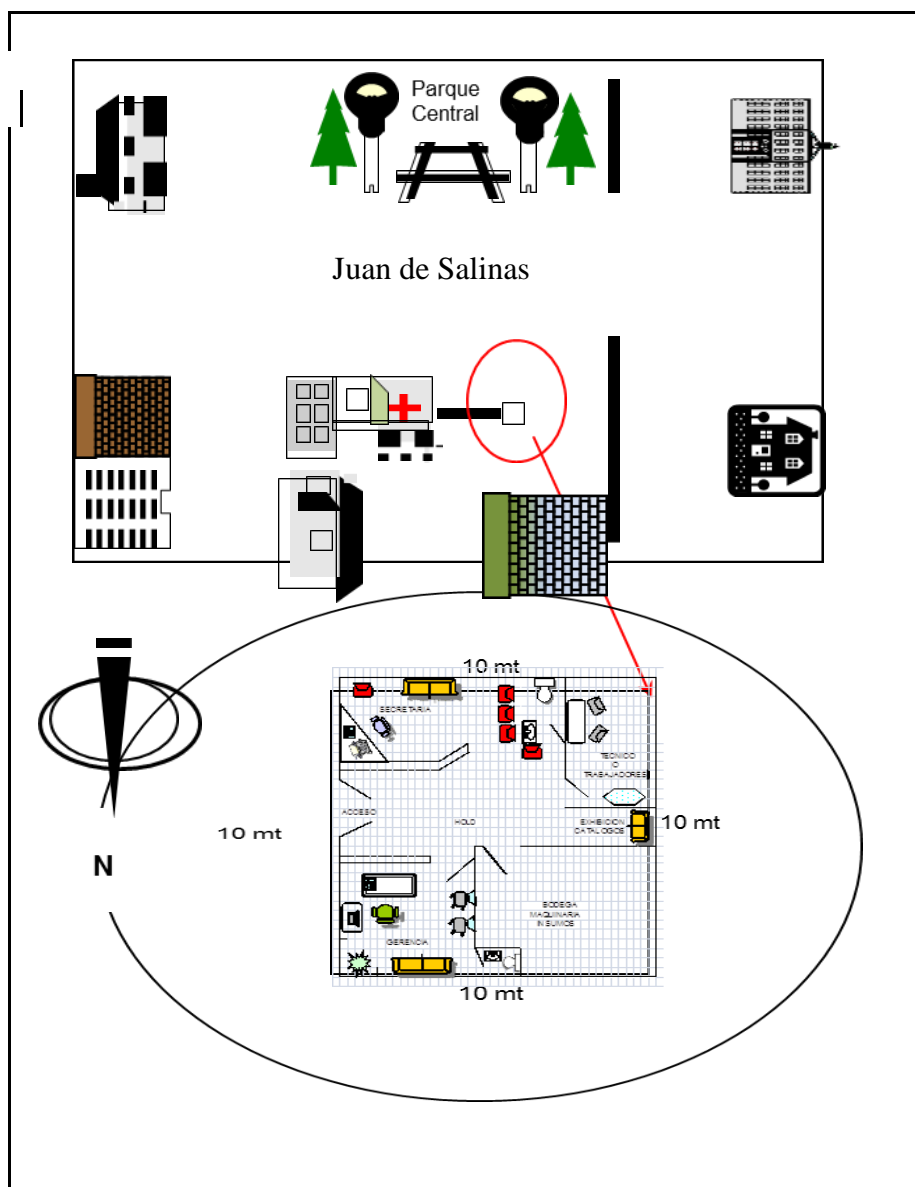 Parque
Central
Juan de Salinas
10 mt
SECRETARIA
TECNICO
O
TRABAJADORES
ACCESO
HOLD
EXHIBICION
CATALOGOS
10 mt
10 mt
N
BODEGA
MAQUINARIA
INSUMOS
GERENCIA
10 mt